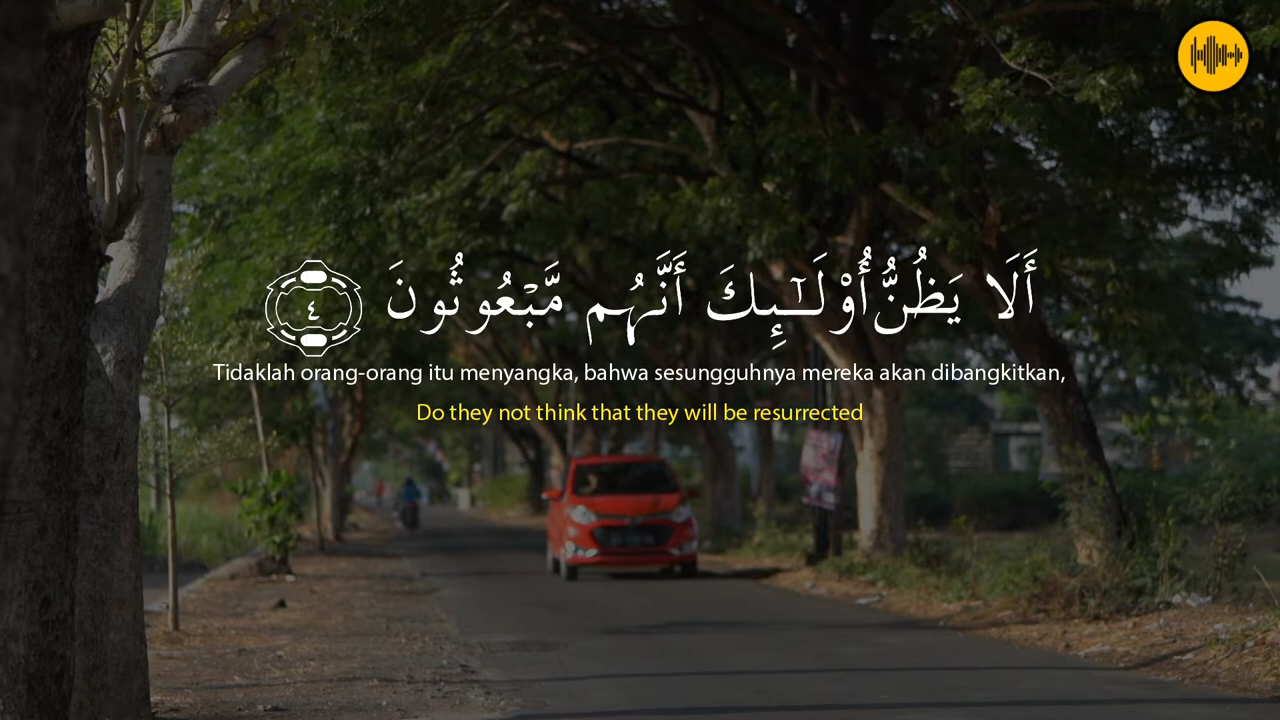 أَلَا يَظُنُّ أُوْلَـٰٓئِكَ أَنَّهُم مَّبْعُوثُونَ ٤
Tidaklah orang-orang itu menyangka, bahwa sesungguhnya mereka akan dibangkitkan,
Do they not think that they will be resurrected